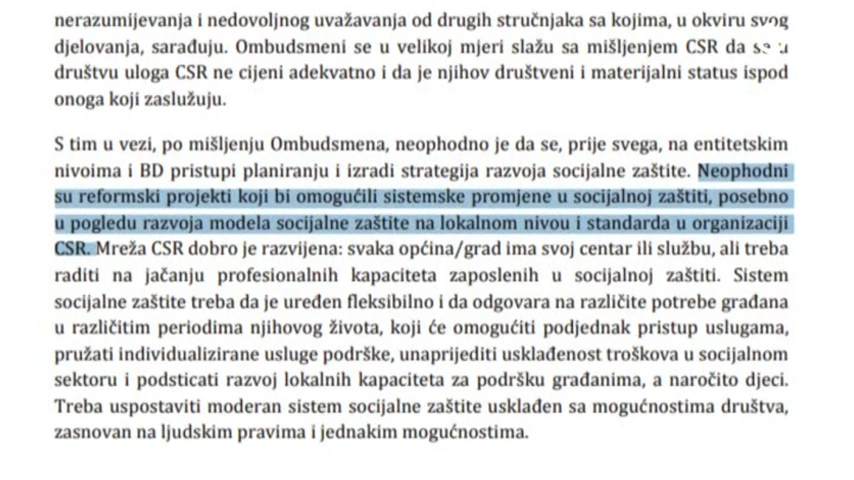 nerazumijevanja i nedovoljnog uvažavanja od drugih stručnjaka sa kojima, u okviru svog
djelovanja, sarađuju. Ombudsmeni se u velikoj mjeri slažu sa mišljenjem CSR da se u
društvu uloga CSR ne cijeni adekvatno i da je njihov društveni i materijalni status ispod
onoga koji zaslužuju.
S tim u vezi, po mišljenju Ombudsmena, neophodno je da se, prije svega, na entitetskim
nivoima i BD pristupi planiranju i izradi strategija razvoja socijalne zaštite. Neophodni
su reformski projekti koji bi omogućili sistemske promjene u socijalnoj zaštiti, posebno
u pogledu razvoja modela socijalne zaštite na lokalnom nivou i standarda u organizaciji
CSR. Mreža CSR dobro je razvijena: svaka općina/grad ima svoj centar ili službu, ali treba
raditi na jačanju profesionalnih kapaciteta zaposlenih u socijalnoj zaštiti. Sistem
socijalne zaštite treba da je uređen fleksibilno i da odgovara na različite potrebe građana
u različitim periodima njihovog života, koji će omogućiti podjednak pristup uslugama,
pružati individualizirane usluge podrške, unaprijediti usklađenost troškova u socijalnom
sektoru i podsticati razvoj lokalnih kapaciteta za podršku građanima, a naročito djeci.
Treba uspostaviti moderan sistem socijalne zaštite usklađen sa mogućnostima društva,
zasnovan na ljudskim pravima i jednakim mogućnostima.